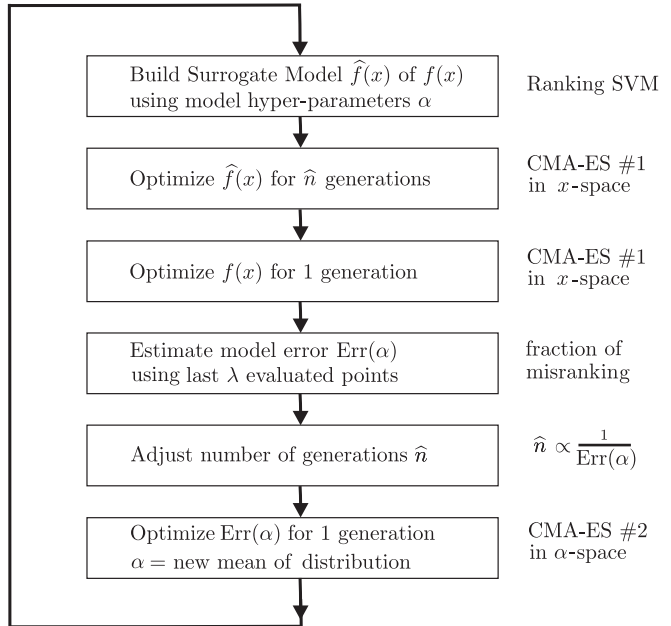 Build Surrogate Model f̂(x) of f(x)
using model hyper-parameters α
Ranking SVM
Optimize f̂(x) for n̂ generations
CMA-ES #1
in x-space
Optimize f(x) for 1 generation
CMA-ES #1
in x-space
Estimate model error Err(α)
using last λ evaluated points
fraction of
misranking
Adjust number of generations n̂
n̂ ∝ 1/Err(α)
Optimize Err(α) for 1 generation
α = new mean of distribution
CMA-ES #2
in α-space